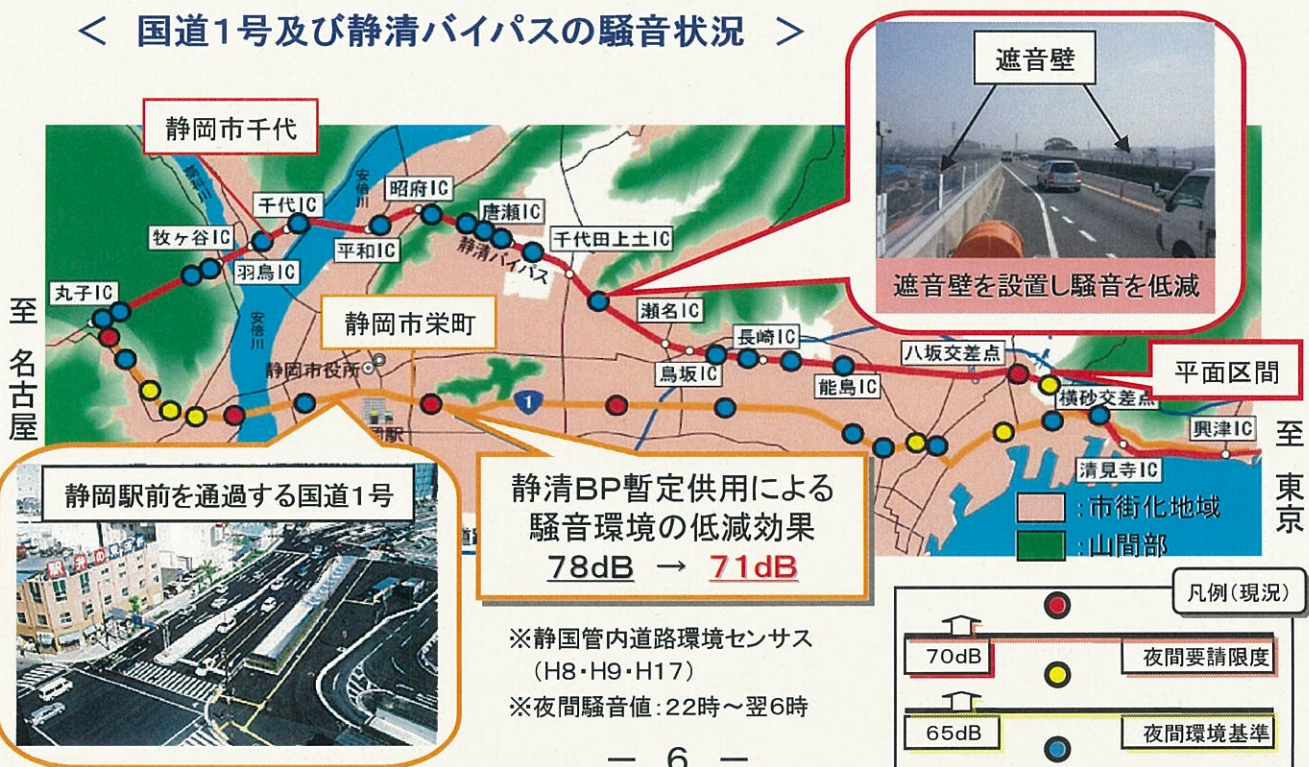 < 国道1号及び静清バイパスの騒音状況 >
遮音壁
遮音壁を設置し騒音を低減
静岡市千代
千代IC
安倍川
昭府IC
唐瀬IC
静清バイパス
千代田上土IC
牧ヶ谷IC
羽鳥IC
平和IC
丸子IC
至 名古屋
安倍川
静岡市栄町
静岡市役所
瀬名IC
鳥坂IC
長崎IC
能島IC
八坂交差点
平面区間
横砂交差点
興津IC
清見寺IC
至 東京
1
駅
静岡駅前を通過する国道1号
静清BP暫定供用による
騒音環境の低減効果
78dB → 71dB
:市街化地域
:山間部
※静国管内道路環境センサス
(H8・H9・H17)
※夜間騒音値:22時~翌6時
凡例(現況)
70dB 夜間要請限度
65dB 夜間環境基準
- 6 -